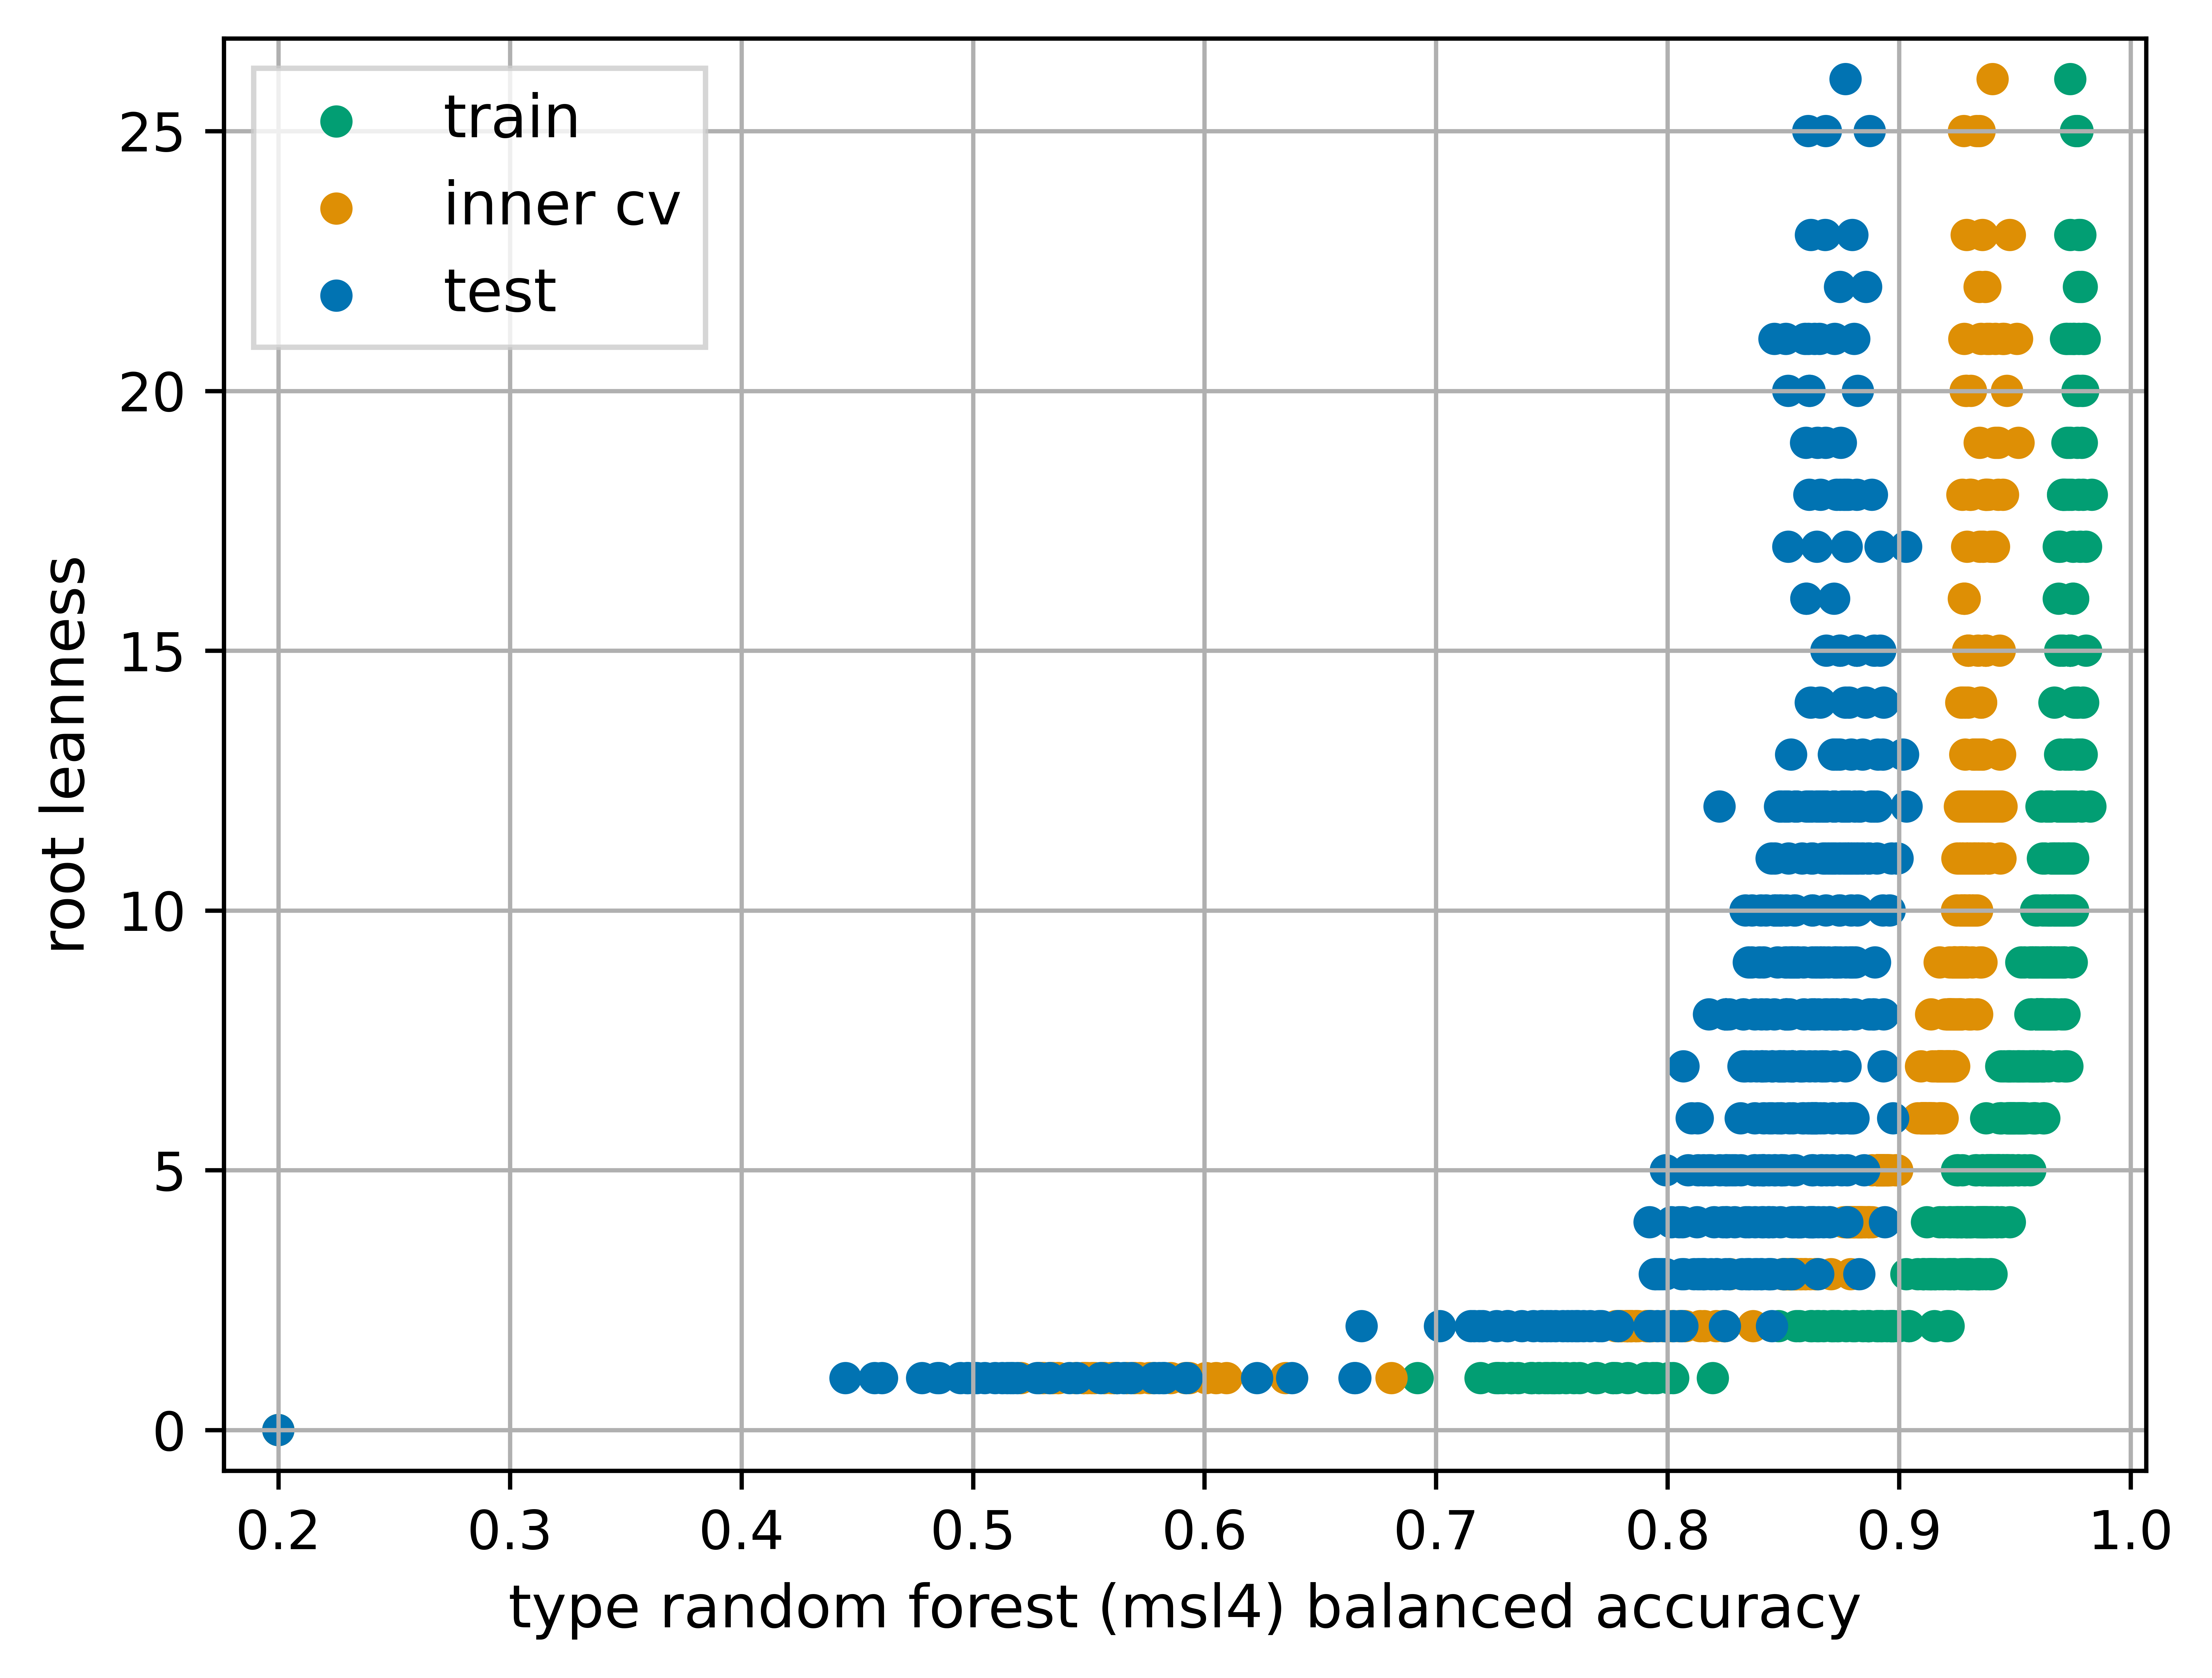 train
inner cv
test
25
20
15
10
5
0
root leanness
0.2 0.3 0.4 0.5 0.6 0.7 0.8 0.9 1.0
type random forest (msl4) balanced accuracy